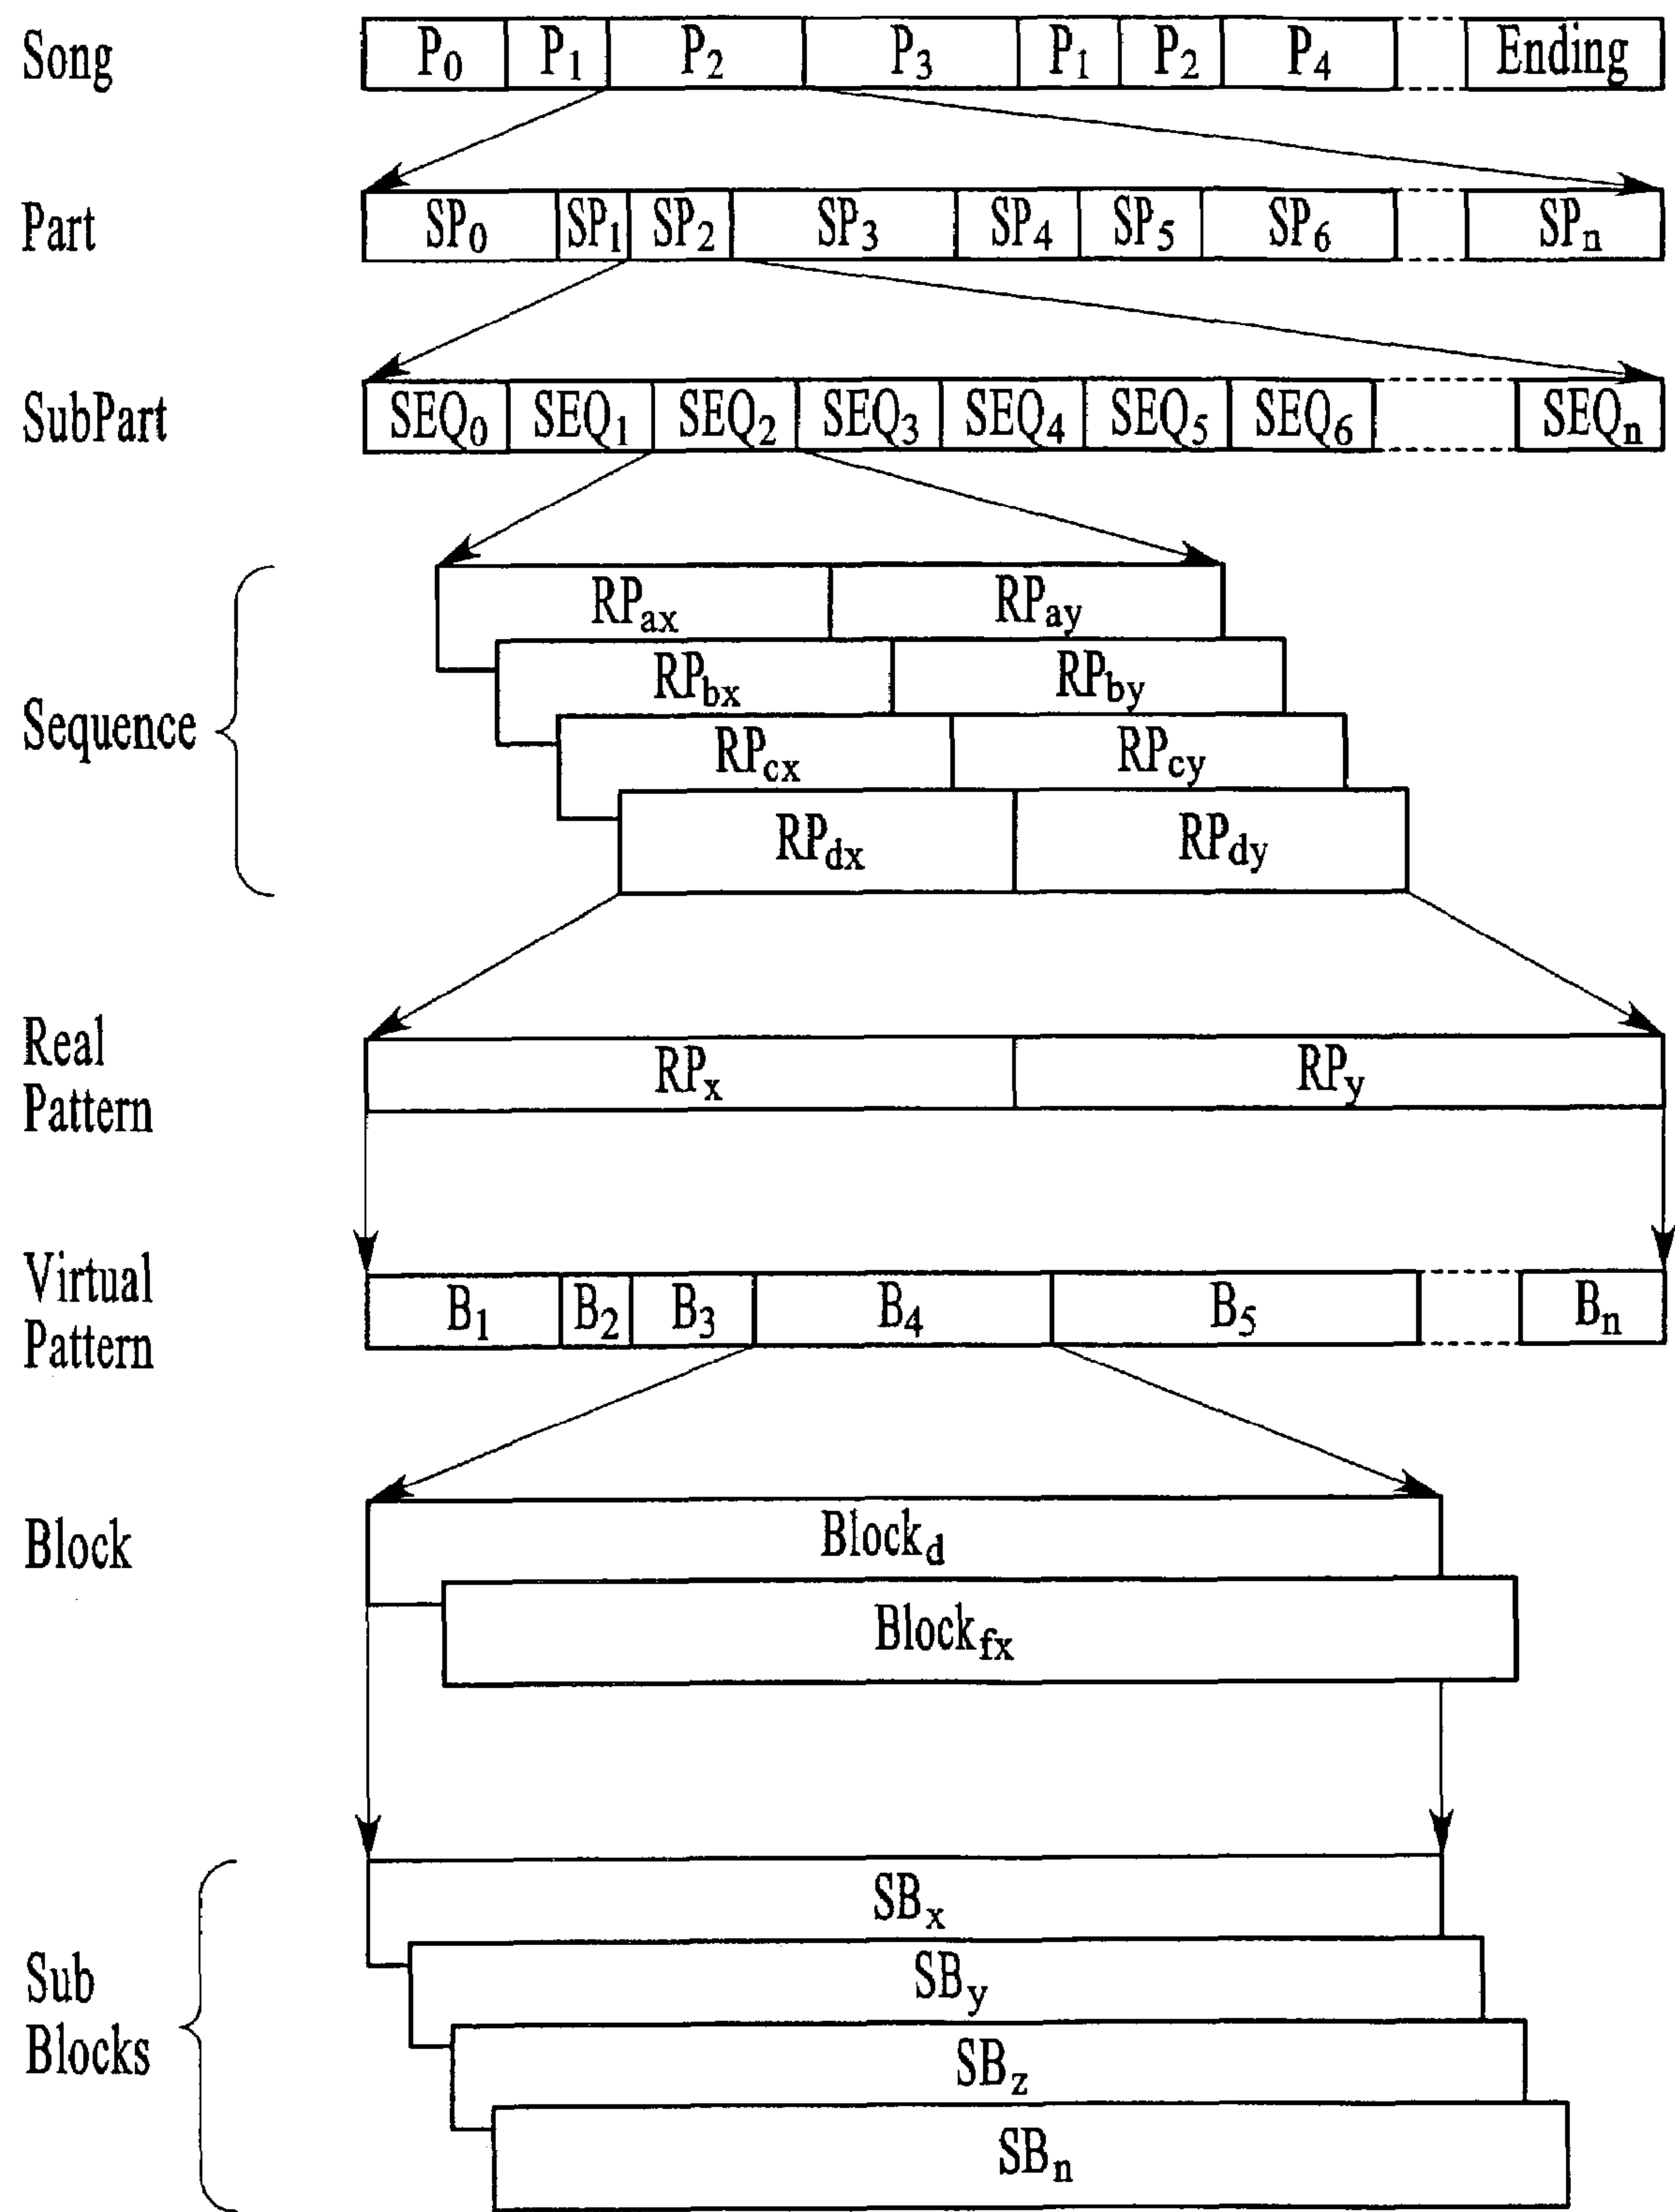 Song P₀ P₁ P₂ P₃ P₁ P₂ P₄ Ending
Part SP₀ SP₁ SP₂ SP₃ SP₄ SP₅ SP₆ SPₙ
SubPart SEQ₀ SEQ₁ SEQ₂ SEQ₃ SEQ₄ SEQ₅ SEQ₆ SEQₙ
RPax RPay
RPbx RPby
Sequence
RPcx RPcy
RPdx RPdy
Real
Pattern
RPx RPy
Virtual
Pattern
B₁ B₂ B₃ B₄ B₅ Bₙ
Block Blockd
Blockfx
SBx
Sub
Blocks
SBy
SBz
SBn